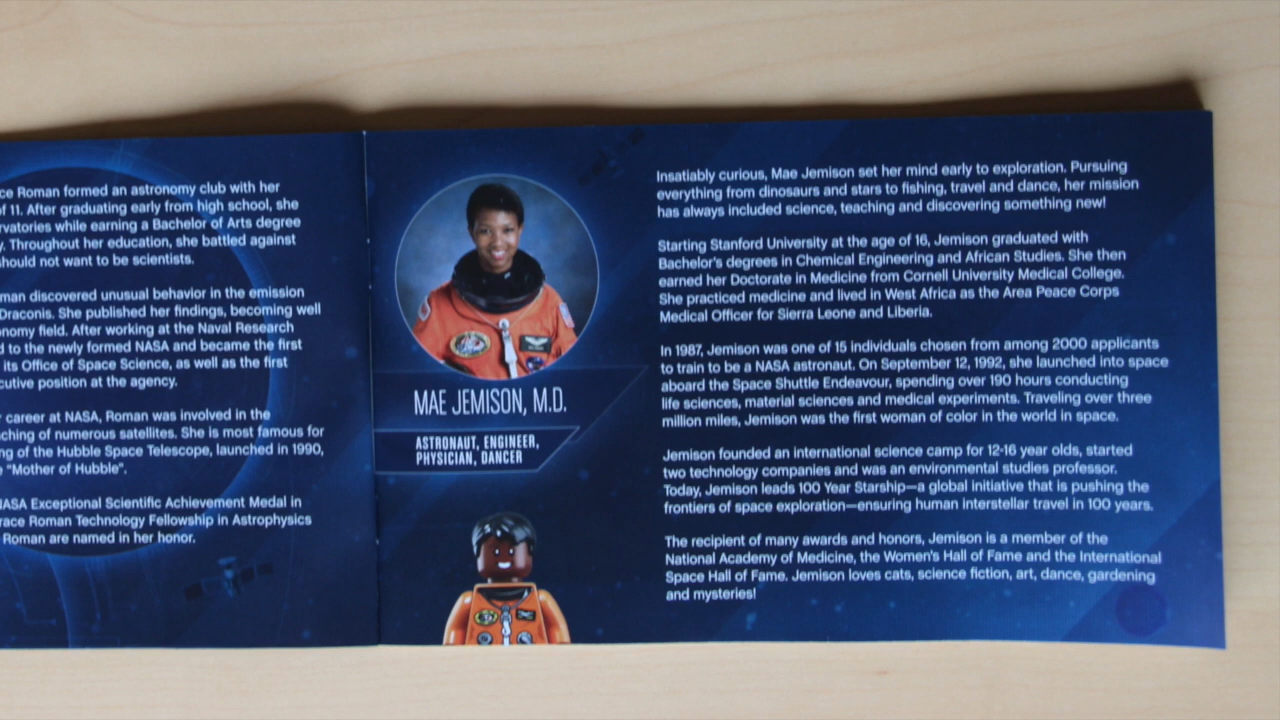 ce Roman formed an astronomy club with her
of 11. After graduating early from high school, she
rvatories while earning a Bachelor of Arts degree
y. Throughout her education, she battled against
should not want to be scientists.
man discovered unusual behavior in the emission
Draconis. She published her findings, becoming well
onomy field. After working at the Naval Research
d to the newly formed NASA and became the first
its Office of Space Science, as well as the first
cutive position at the agency.
career at NASA, Roman was involved in the
ching of numerous satellites. She is most famous for
ng of the Hubble Space Telescope, launched in 1990,
e "Mother of Hubble".
NASA Exceptional Scientific Achievement Medal in
race Roman Technology Fellowship in Astrophysics
Roman are named in her honor.
MAE JEMISON, M.D.
ASTRONAUT, ENGINEER,
PHYSICIAN, DANCER
Insatiably curious, Mae Jemison set her mind early to exploration. Pursuing
everything from dinosaurs and stars to fishing, travel and dance, her mission
has always included science, teaching and discovering something new!
Starting Stanford University at the age of 16, Jemison graduated with
Bachelor's degrees in Chemical Engineering and African Studies. She then
earned her Doctorate in Medicine from Cornell University Medical College.
She practiced medicine and lived in West Africa as the Area Peace Corps
Medical Officer for Sierra Leone and Liberia.
In 1987, Jemison was one of 15 individuals chosen from among 2000 applicants
to train to be a NASA astronaut. On September 12, 1992, she launched into space
aboard the Space Shuttle Endeavour, spending over 190 hours conducting
life sciences, material sciences and medical experiments. Traveling over three
million miles, Jemison was the first woman of color in the world in space.
Jemison founded an international science camp for 12-16 year olds, started
two technology companies and was an environmental studies professor.
Today, Jemison leads 100 Year Starship—a global initiative that is pushing the
frontiers of space exploration—ensuring human interstellar travel in 100 years.
The recipient of many awards and honors, Jemison is a member of the
National Academy of Medicine, the Women's Hall of Fame and the International
Space Hall of Fame. Jemison loves cats, science fiction, art, dance, gardening
and mysteries!